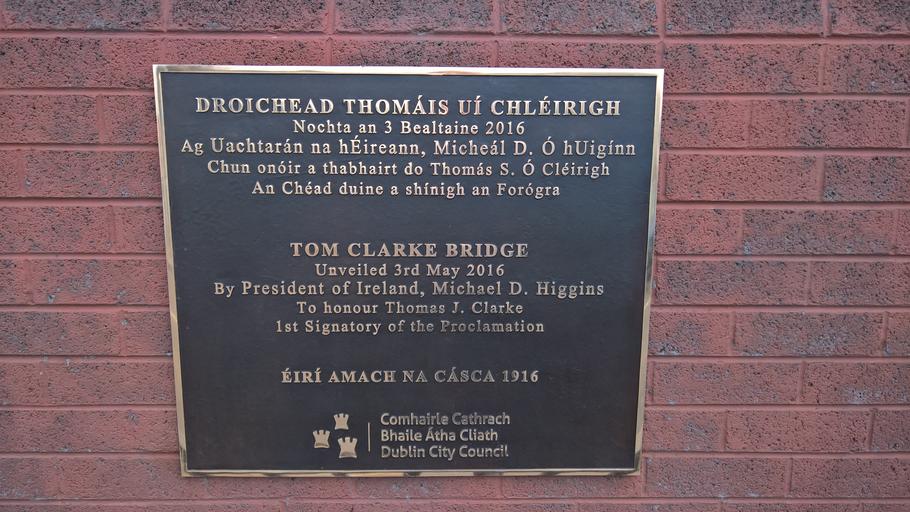 DROICHEAD THOMÁIS UÍ CHLÉIRIGH
Nochta an 3 Bealtaine 2016
Ag Uachtarán na hÉireann, Micheál D. Ó hUigínn
Chun onóir a thabhairt do Thomás S. Ó Cléirigh
An Chéad duine a shínigh an Forógra
TOM CLARKE BRIDGE
Unveiled 3rd May 2016
By President of Ireland, Michael D. Higgins
To honour Thomas J. Clarke
1st Signatory of the Proclamation
ÉIRÍ AMACH NA CÁSCA 1916
Comhairle Cathrach
Bhaile Átha Cliath
Dublin City Council